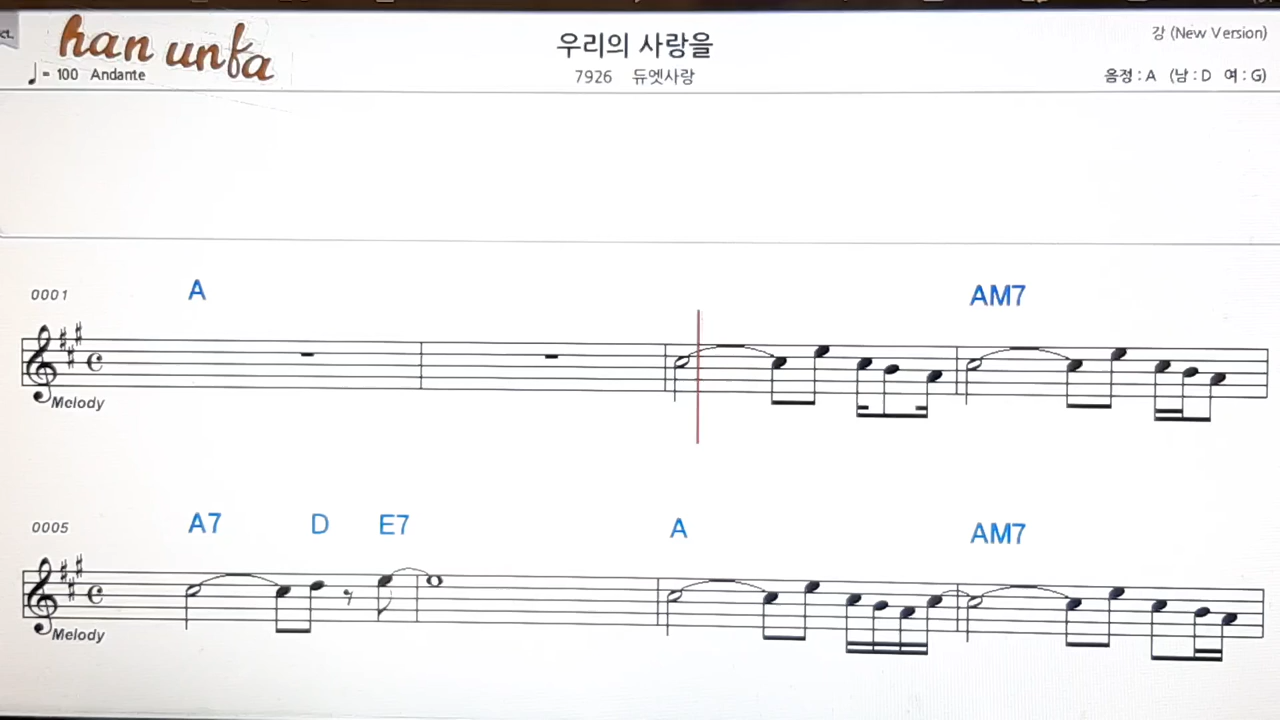 ct.
han unfa
♩= 100 Andante
우리의 사랑을
7926 듀엣사랑
강 (New Version)
음정 : A (남 : D 여 : G)
0001
A
AM7
Melody
0005
A7 D E7 A AM7
Melody